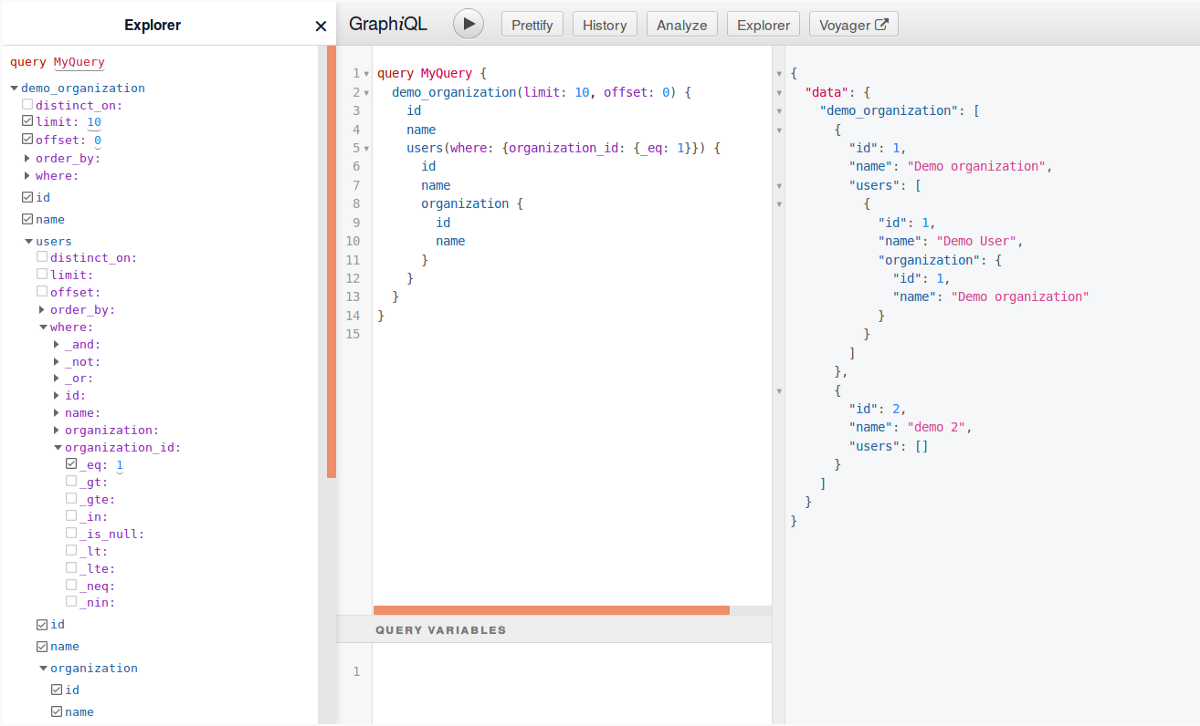 Explorer
×
query MyQuery
demo_organization
distinct_on:
limit: 10
offset: 0
order_by:
where:
id
name
users
distinct_on:
limit:
offset:
order_by:
where:
_and:
_not:
_or:
id:
name:
organization:
organization_id:
_eq: 1
_gt:
_gte:
_in:
_is_null:
_lt:
_lte:
_neq:
_nin:
id
name
organization
id
name
GraphiQL
Prettify
History
Analyze
Explorer
Voyager
1 query MyQuery {
2 demo_organization(limit: 10, offset: 0) {
3 id
4 name
5 users(where: {organization_id: {_eq: 1}}) {
6 id
7 name
8 organization {
9 id
10 name
11 }
12 }
13 }
14 }
15
QUERY VARIABLES
1
{
"data": {
"demo_organization": [
{
"id": 1,
"name": "Demo organization",
"users": [
{
"id": 1,
"name": "Demo User",
"organization": {
"id": 1,
"name": "Demo organization"
}
}
]
},
{
"id": 2,
"name": "demo 2",
"users": []
}
]
}
}